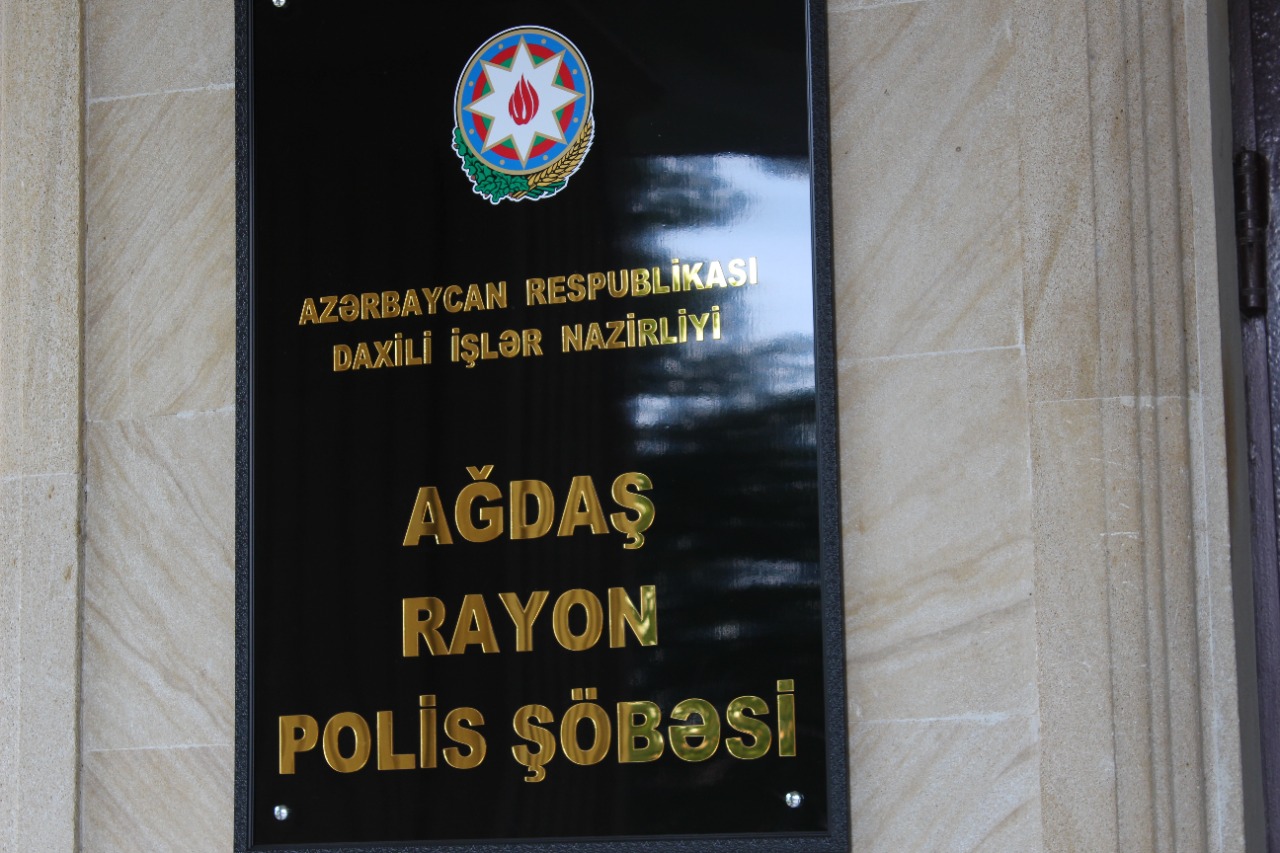 AZƏRBAYCAN RESPUBLİKASI
DAXİLİ İŞLƏR NAZİRLİYİ
AĞDAŞ
RAYON
POLİS ŞÖBƏSİ